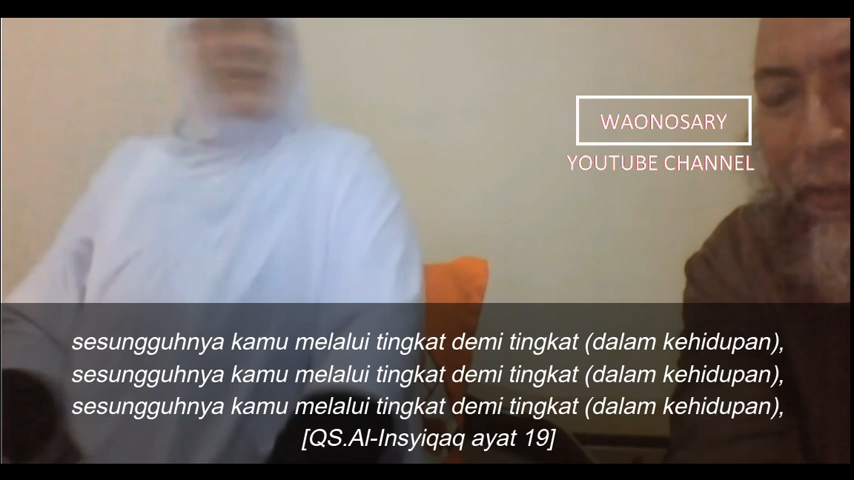 WAONOSARY
YOUTUBE CHANNEL
sesungguhnya kamu melalui tingkat demi tingkat (dalam kehidupan),
sesungguhnya kamu melalui tingkat demi tingkat (dalam kehidupan),
sesungguhnya kamu melalui tingkat demi tingkat (dalam kehidupan),
[QS.Al-Insyiqaq ayat 19]